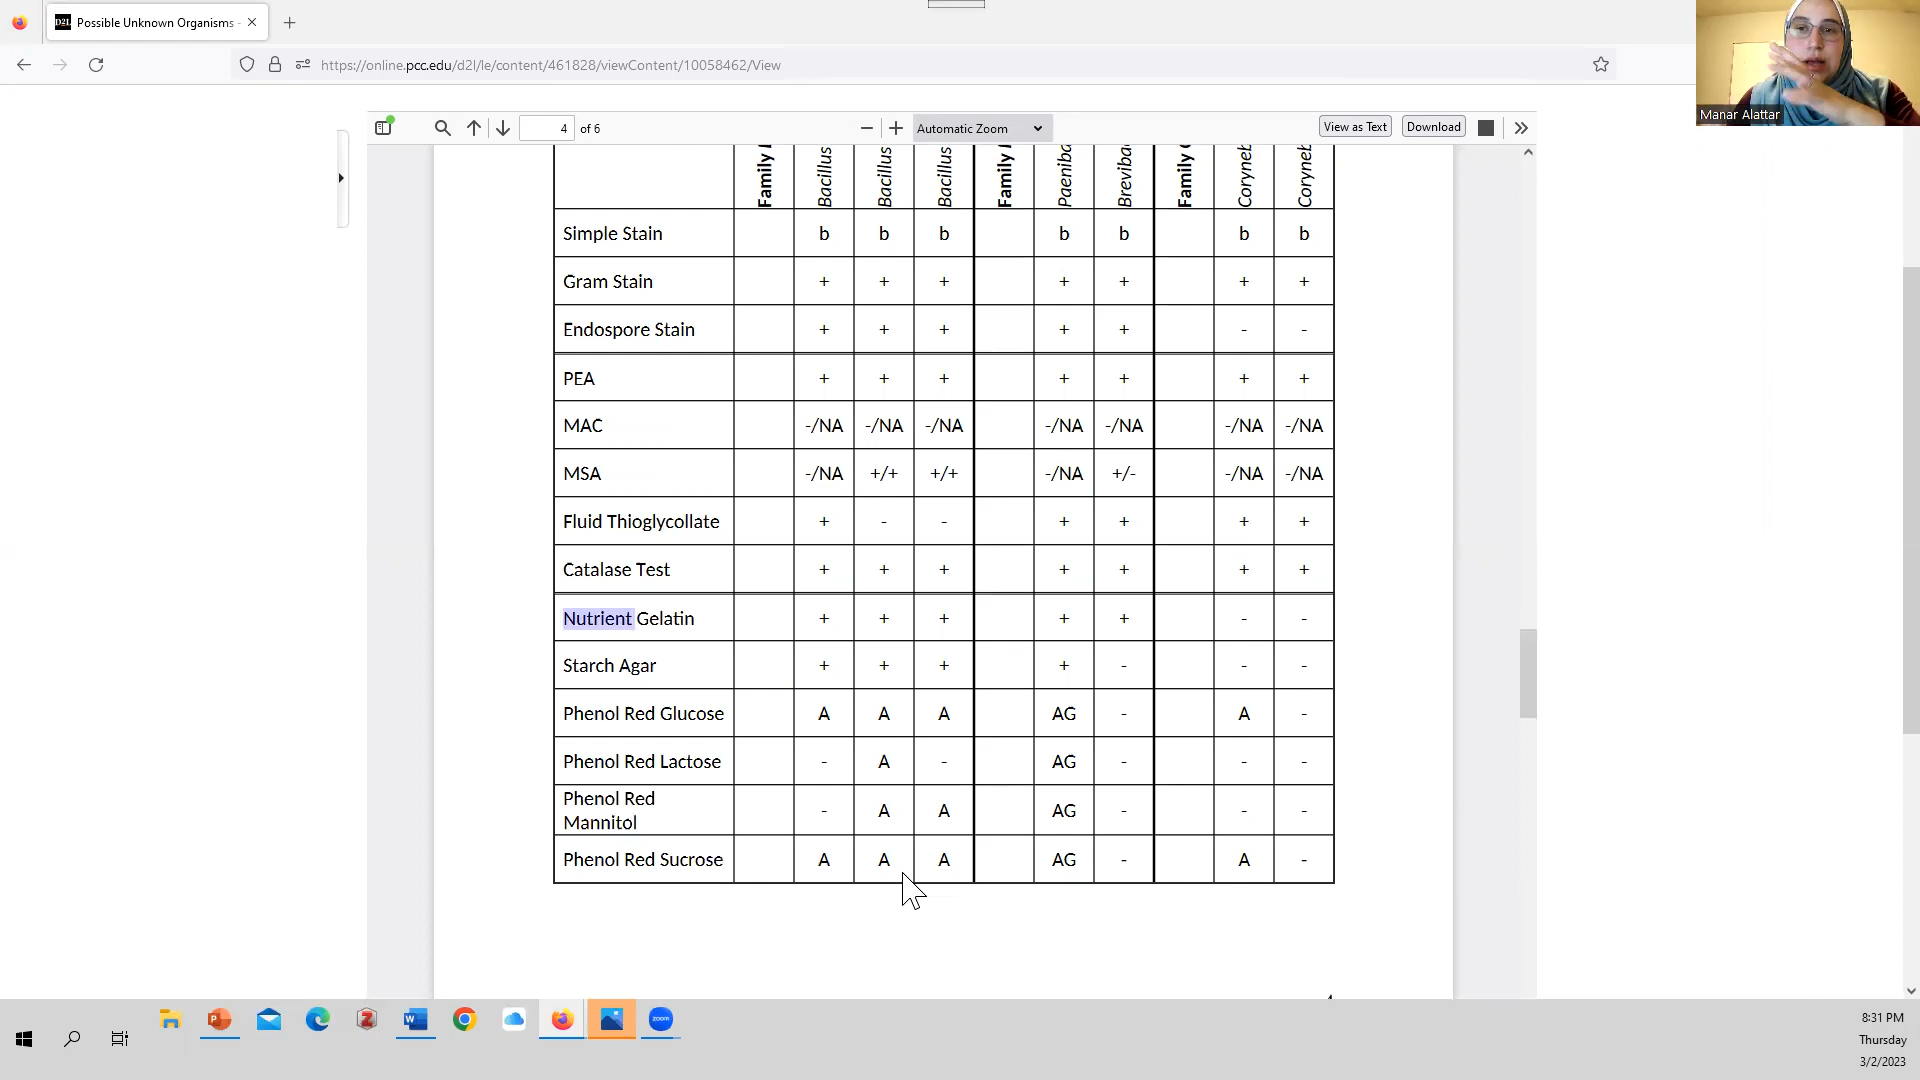 Possible Unknown Organisms -
https://online.pcc.edu/d2l/le/content/461828/viewContent/10058462/View
Manar Alattar
4 of 6
Automatic Zoom
View as Text
Download
Family Bacillus Bacillus Bacillus Family Family
Simple Stain b b b b b b b
Gram Stain + + + + + + +
Endospore Stain + + + + + - -
PEA + + + + + + +
MAC -/NA -/NA -/NA -/NA -/NA -/NA -/NA
MSA -/NA +/+ +/+ -/NA +/- -/NA -/NA
Fluid Thioglycollate + - - + + + +
Catalase Test + + + + + + +
Nutrient Gelatin + + + + + - -
Starch Agar + + + + - - -
Phenol Red Glucose A A A AG - A -
Phenol Red Lactose - A - AG - - -
Phenol Red
Mannitol - A A AG - - -
Phenol Red Sucrose A A A AG - A -
8:31 PM
Thursday
3/2/2023